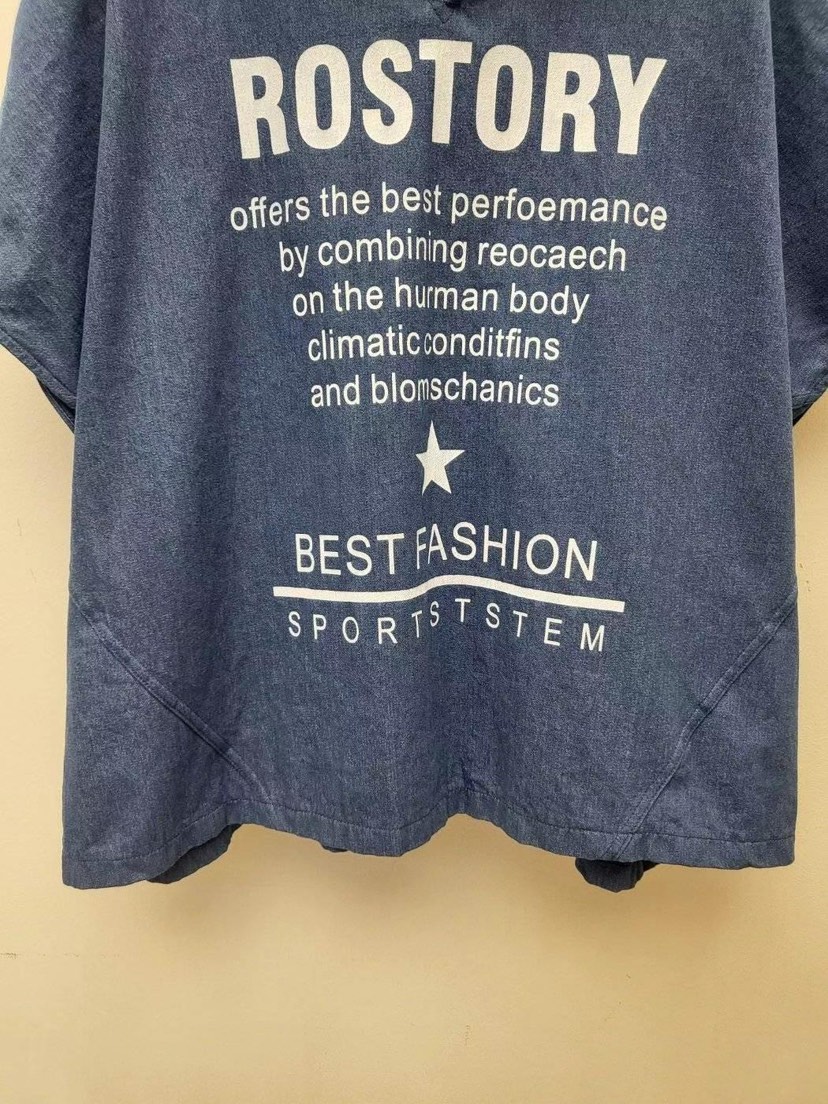 ROSTORY
offers the best perfoemance
by combining reocaech
on the hurman body
climatic conditfins
and blomschanics
BEST FASHION
SPORTSTSTEM